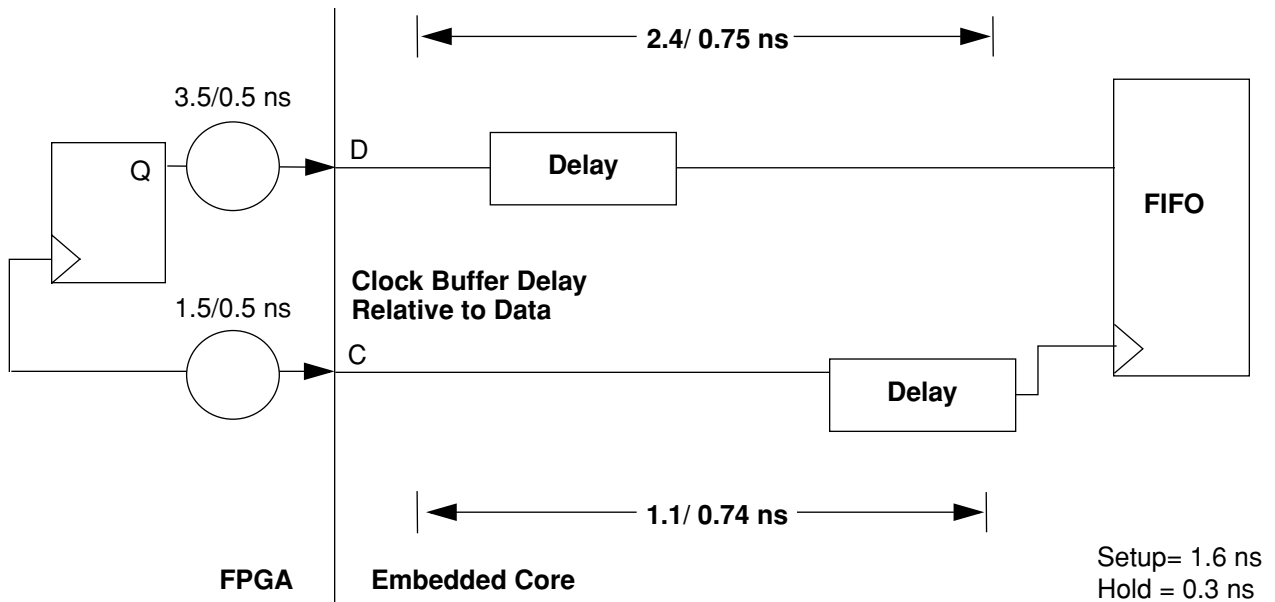 2.4/ 0.75 ns
3.5/0.5 ns
Q
D
Delay
FIFO
Clock Buffer Delay
Relative to Data
1.5/0.5 ns
C
Delay
1.1/ 0.74 ns
FPGA
Embedded Core
Setup= 1.6 ns
Hold = 0.3 ns